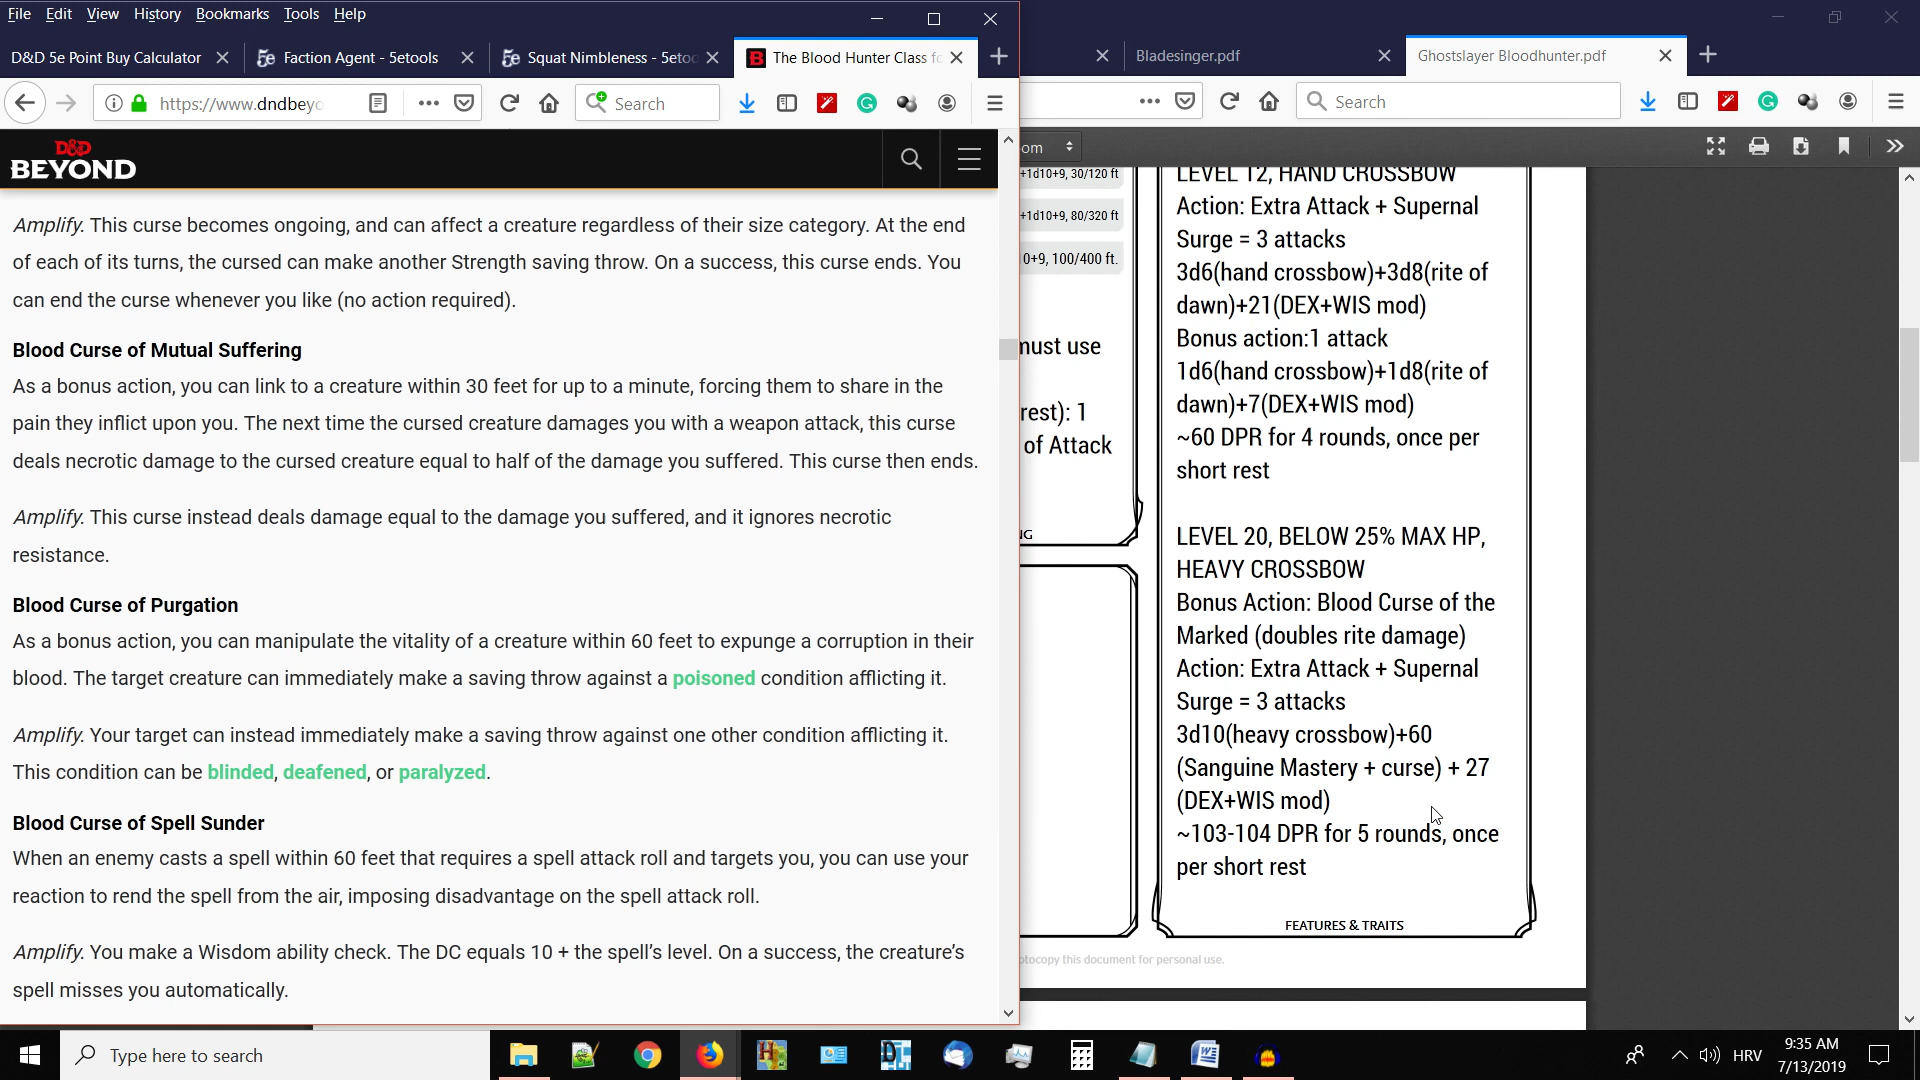 File Edit View History Bookmarks Tools Help
D&D 5e Point Buy Calculator
Faction Agent - 5etools
Squat Nimbleness - 5etoo
The Blood Hunter Class fo
Bladesinger.pdf
Ghostslayer Bloodhunter.pdf
https://www.dndbeyo
Search
Search
D&D
BEYOND
Amplify. This curse becomes ongoing, and can affect a creature regardless of their size category. At the end
of each of its turns, the cursed can make another Strength saving throw. On a success, this curse ends. You
can end the curse whenever you like (no action required).
Blood Curse of Mutual Suffering
As a bonus action, you can link to a creature within 30 feet for up to a minute, forcing them to share in the
pain they inflict upon you. The next time the cursed creature damages you with a weapon attack, this curse
deals necrotic damage to the cursed creature equal to half of the damage you suffered. This curse then ends.
Amplify. This curse instead deals damage equal to the damage you suffered, and it ignores necrotic
resistance.
Blood Curse of Purgation
As a bonus action, you can manipulate the vitality of a creature within 60 feet to expunge a corruption in their
blood. The target creature can immediately make a saving throw against a poisoned condition afflicting it.
Amplify. Your target can instead immediately make a saving throw against one other condition afflicting it.
This condition can be blinded, deafened, or paralyzed.
Blood Curse of Spell Sunder
When an enemy casts a spell within 60 feet that requires a spell attack roll and targets you, you can use your
reaction to rend the spell from the air, imposing disadvantage on the spell attack roll.
Amplify. You make a Wisdom ability check. The DC equals 10 + the spell's level. On a success, the creature's
spell misses you automatically.
om
+1d10+9, 30/120 ft
+1d10+9, 80/320 ft
0+9, 100/400 ft.
must use
rest): 1
of Attack
NG
LEVEL 12, HAND CROSSBOW
Action: Extra Attack + Supernal
Surge = 3 attacks
3d6(hand crossbow)+3d8(rite of
dawn)+21(DEX+WIS mod)
Bonus action:1 attack
1d6(hand crossbow)+1d8(rite of
dawn)+7(DEX+WIS mod)
~60 DPR for 4 rounds, once per
short rest
LEVEL 20, BELOW 25% MAX HP,
HEAVY CROSSBOW
Bonus Action: Blood Curse of the
Marked (doubles rite damage)
Action: Extra Attack + Supernal
Surge = 3 attacks
3d10(heavy crossbow)+60
(Sanguine Mastery + curse) + 27
(DEX+WIS mod)
~103-104 DPR for 5 rounds, once
per short rest
FEATURES & TRAITS
otocopy this document for personal use.
Type here to search
HRV
9:35 AM
7/13/2019